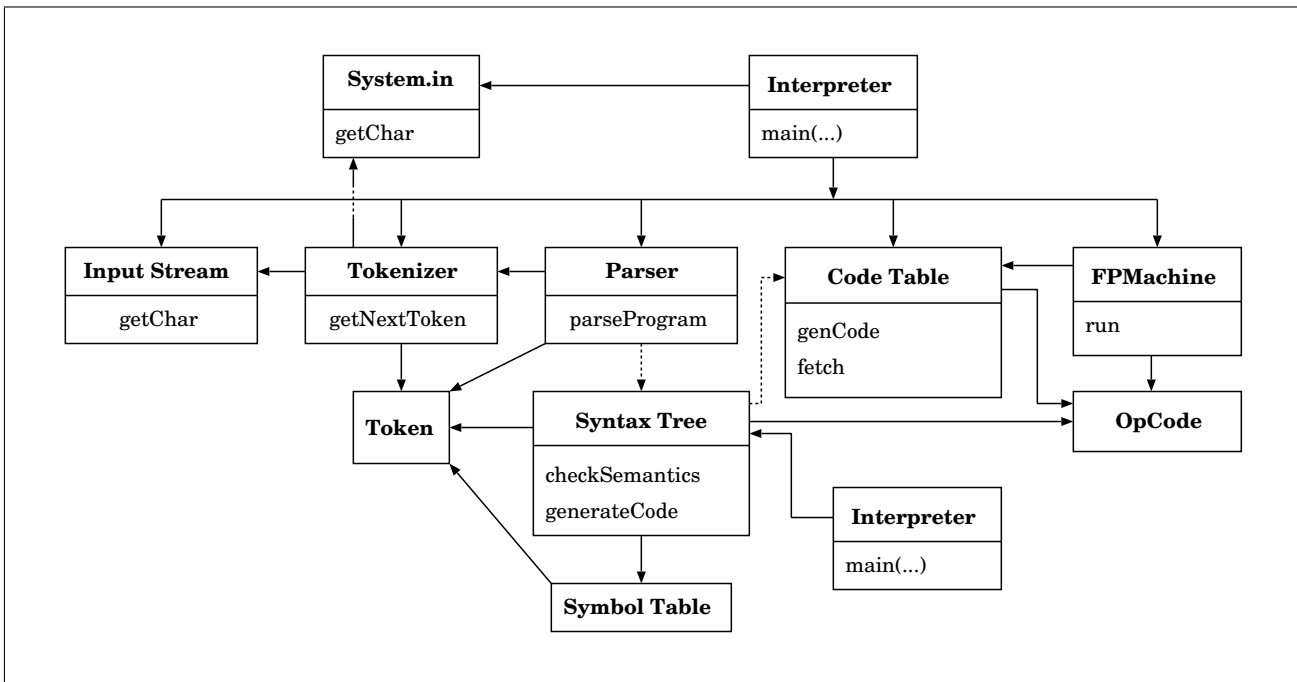 System.in
getChar
Interpreter
main(...)
Input Stream
getChar
Tokenizer
getNextToken
Parser
parseProgram
Code Table
genCode
fetch
FPMachine
run
Token
Syntax Tree
checkSemantics
generateCode
OpCode
Interpreter
main(...)
Symbol Table